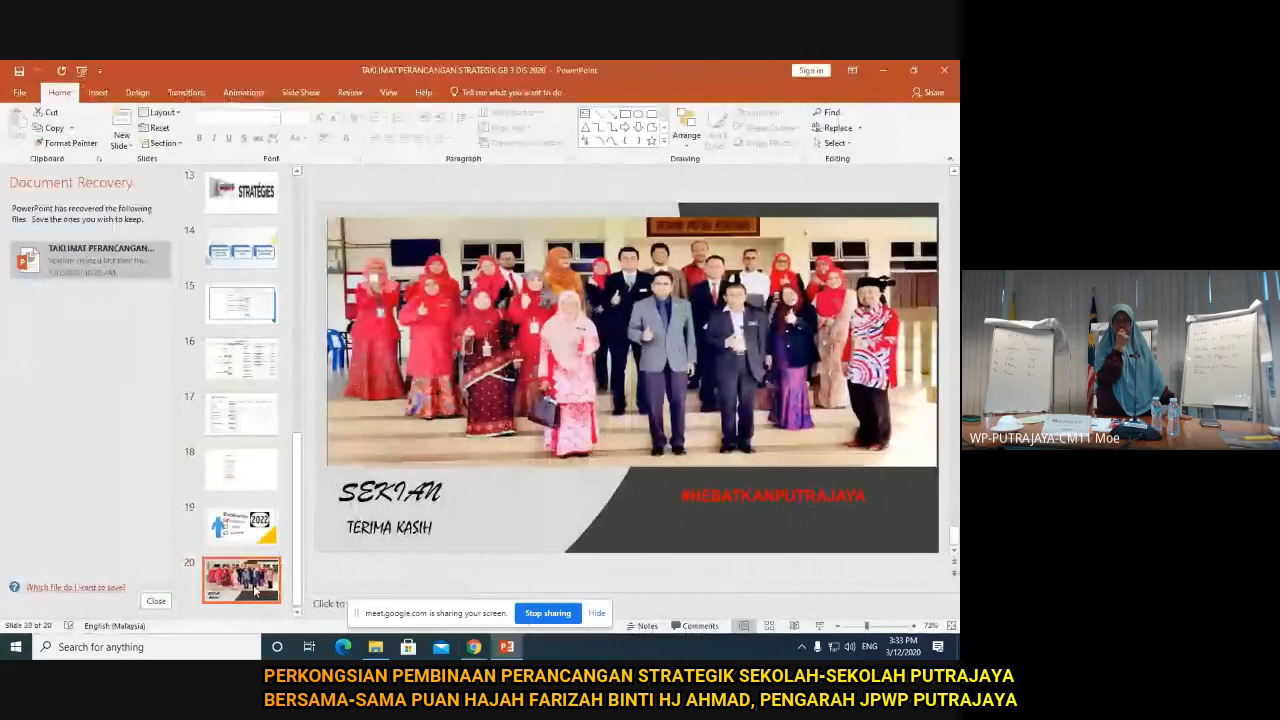 TAKLIMAT PERANCANGAN STRATEGIK GB 3 DIS 2020 - PowerPoint
Sign in
File Home Insert Design Transitions Animations Slide Show Review View Help Tell me what you want to do Share
Cut
Copy
Format Painter
Clipboard
New Slide
Layout
Reset
Section
Slides
Font
Paragraph
Arrange
Drawing
Find
Replace
Select
Editing
Document Recovery
PowerPoint has recovered the following
files. Save the ones you wish to keep.
TAKLIMAT PERANCANGAN...
Which file do I want to save?
Close
13
STRATEGIES
14
15
16
17
18
19
2022
20
SEKIAN
TERIMA KASIH
#HEBATKANPUTRAJAYA
Click to
meet.google.com is sharing your screen.
Stop sharing
Hide
Slide 20 of 20
English (Malaysia)
Notes
Comments
Search for anything
ENG
3:33 PM
3/12/2020
WP-PUTRAJAYA-CM11 Moe
PERKONGSIAN PEMBINAAN PERANCANGAN STRATEGIK SEKOLAH-SEKOLAH PUTRAJAYA
BERSAMA-SAMA PUAN HAJAH FARIZAH BINTI HJ AHMAD, PENGARAH JPWP PUTRAJAYA